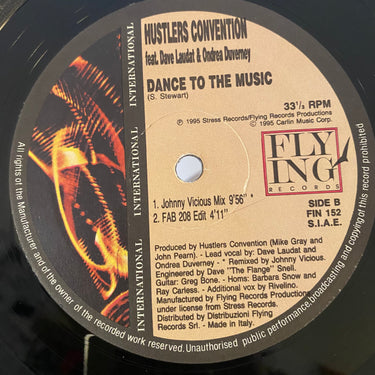 HUSTLERS CONVENTION
feat. Dave Laudat & Ondrea Duverney
DANCE TO THE MUSIC
(S. Stewart)
33¹/₃ RPM
℗ 1995 Stress Records/Flying Records Productions
© 1995 Carlin Music Corp.
FLY
ING
RECORDS
1. Johnny Vicious Mix 9'56" *
2. FAB 208 Edit 4'11"
SIDE B
FIN 152
S.I.A.E.
Produced by Hustlers Convention (Mike Gray and
John Pearn). - Lead vocal by: Dave Laudat and
Ondrea Duverney - * Remixed by Johnny Vicious.
Engineered by Dave "The Flange" Snell.
Guitar: Greg Bone. - Horns: Barbara Snow and
Ray Carless. - Additional vox by Rivelino.
Manufactured by Flying Records Productions
under license from Stress Records.
Distributed by Distribuzioni Flying
Records Srl. - Made in Italy.
INTERNATIONAL
INTERNATIONAL
INTERNATIONAL
INTERNATIONAL
All rights of the Manufacturer and of the owner of the recorded work reserved. Unauthorised public performance, broadcasting and copying of this record prohibited